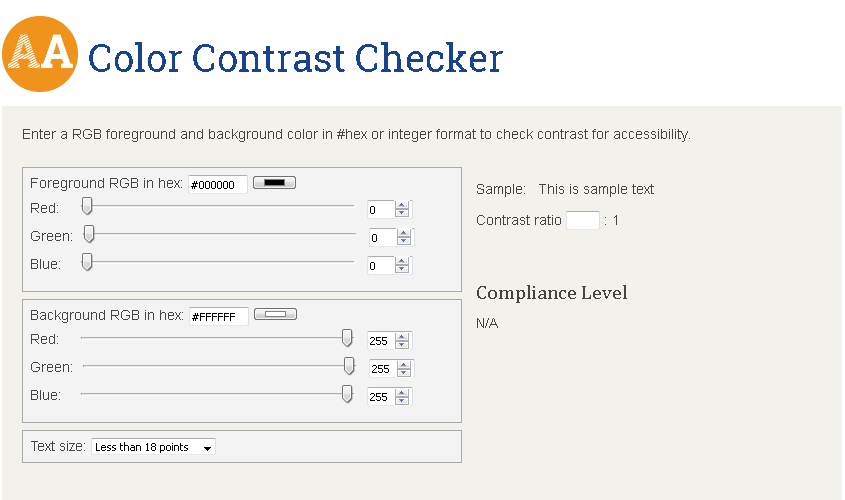 AA Color Contrast Checker
Enter a RGB foreground and background color in #hex or integer format to check contrast for accessibility.
Foreground RGB in hex: #000000
Red: 0
Green: 0
Blue: 0
Background RGB in hex: #FFFFFF
Red: 255
Green: 255
Blue: 255
Text size: Less than 18 points
Sample: This is sample text
Contrast ratio : 1
Compliance Level
N/A